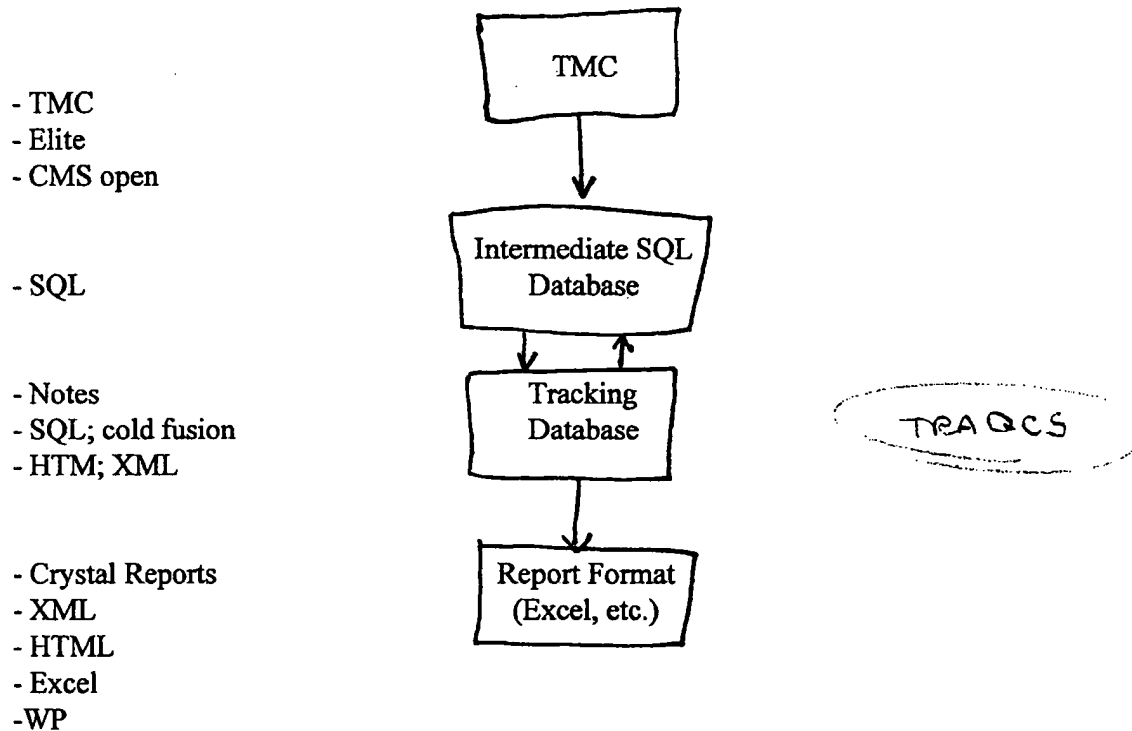 TMC
- TMC
- Elite
- CMS open
Intermediate SQL
Database
- SQL
Tracking
Database
- Notes
- SQL; cold fusion
- HTM; XML
TRAQCS
Report Format
(Excel, etc.)
- Crystal Reports
- XML
- HTML
- Excel
-WP